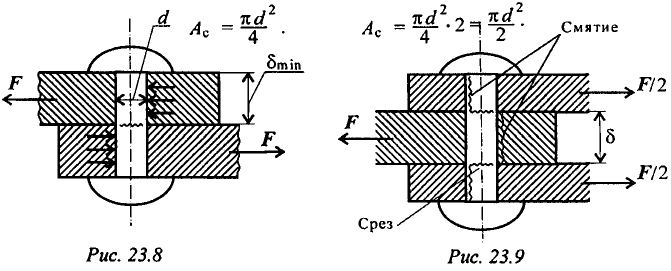 d
A_c = πd²/4.
δmin
F
F
Рис. 23.8
A_c = πd²/4 · 2 = πd²/2.
Смятие
F/2
F
δ
F/2
Срез
Рис. 23.9